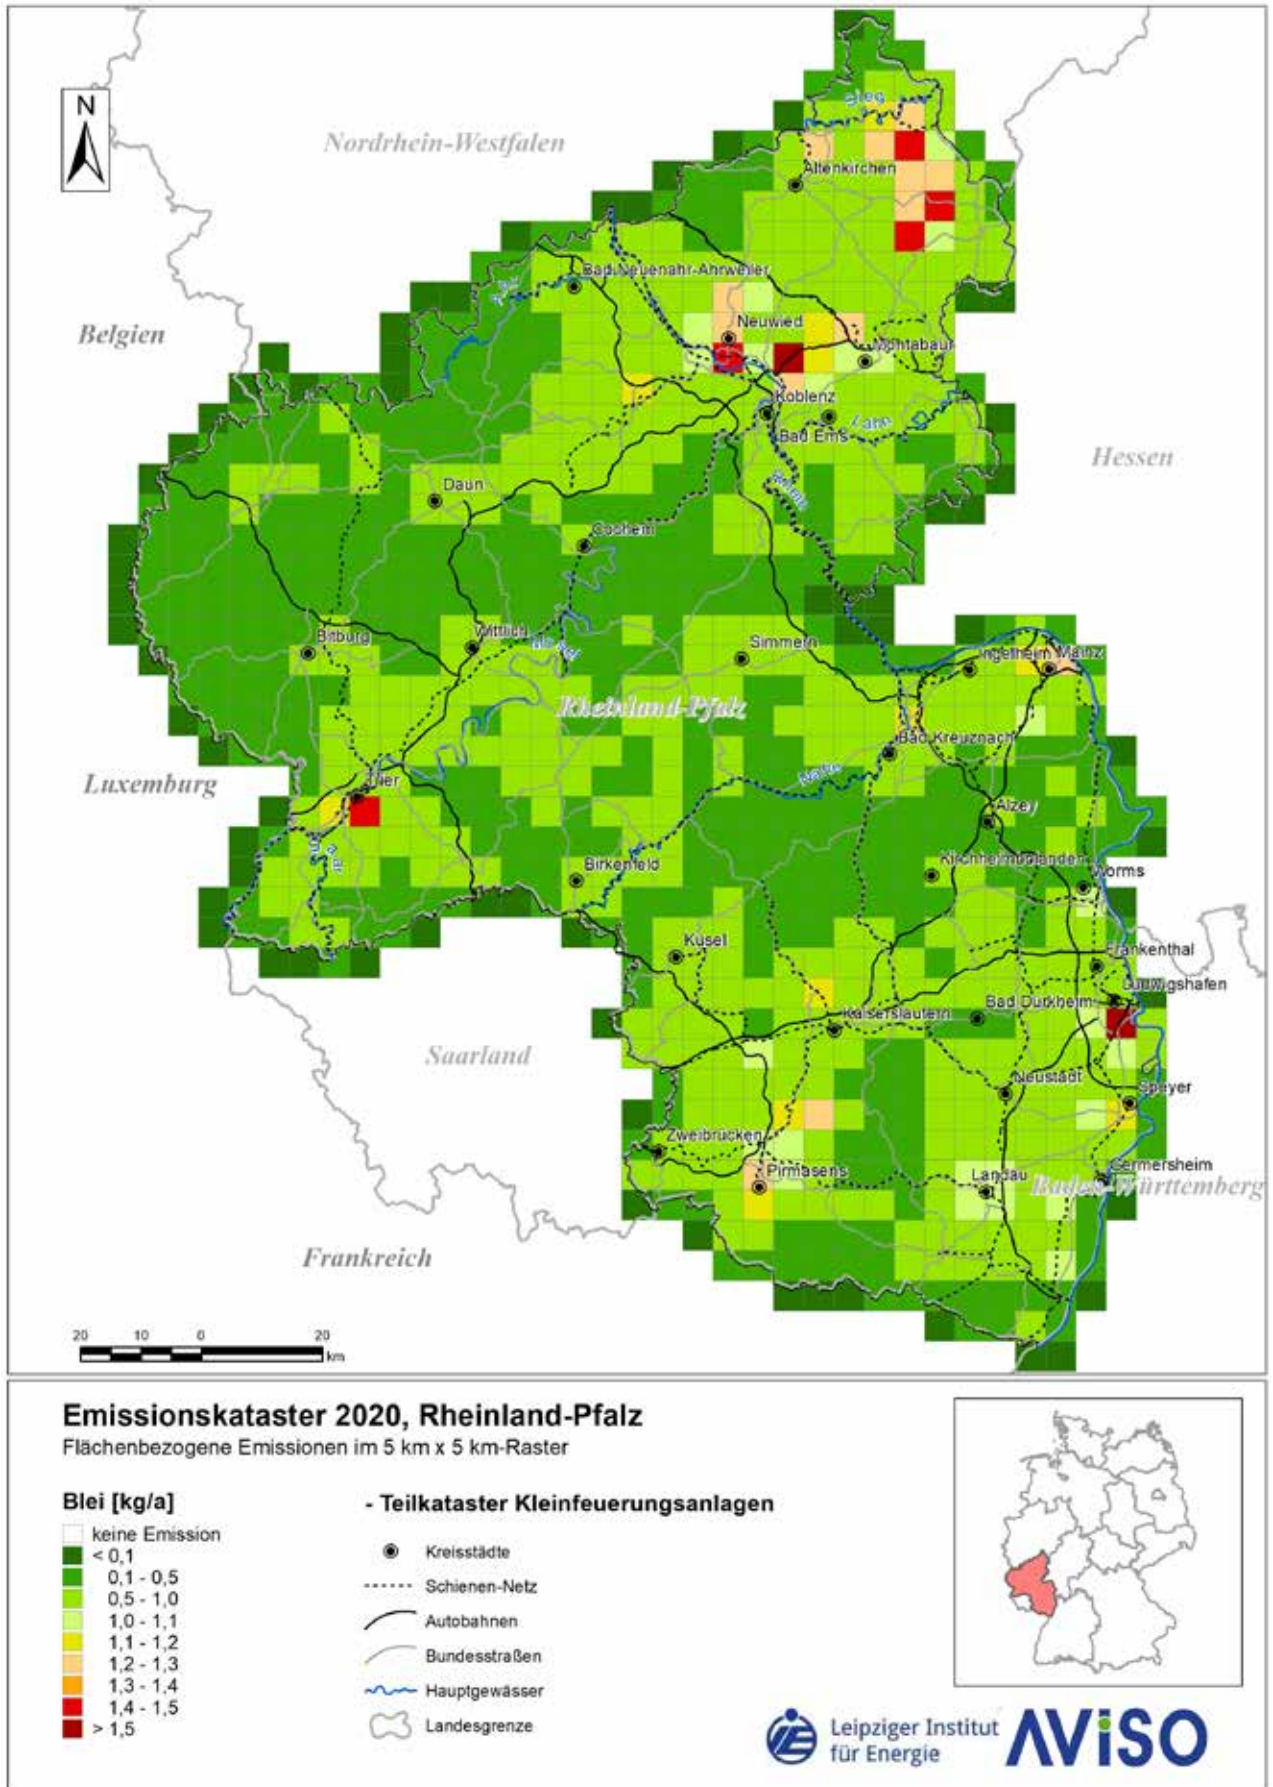 N
Nordrhein-Westfalen
Sieg
Altenkirchen
Bad Neuenahr-Ahrweiler
Ahr
Belgien
Neuwied
Montabaur
Koblenz
Lahn
Bad Ems
Hessen
Rhein
Daun
Cochem
Bitburg
Wittlich
Mosel
Simmern
Ingelheim
Mainz
Rheinland-Pfalz
Bad Kreuznach
Luxemburg
Trier
Nahe
Alzey
Saar
Birkenfeld
Kirchheimbolanden
Worms
Kusel
Frankenthal
Ludwigshafen
Bad Dürkheim
Kaiserslautern
Saarland
Neustadt
Speyer
Zweibrücken
Pirmasens
Landau
Germersheim
Baden-Württemberg
Frankreich
20 10 0 20
km
Emissionskataster 2020, Rheinland-Pfalz
Flächenbezogene Emissionen im 5 km x 5 km-Raster
Blei [kg/a]
keine Emission
< 0,1
0,1 - 0,5
0,5 - 1,0
1,0 - 1,1
1,1 - 1,2
1,2 - 1,3
1,3 - 1,4
1,4 - 1,5
> 1,5
- Teilkataster Kleinfeuerungsanlagen
Kreisstädte
Schienen-Netz
Autobahnen
Bundesstraßen
Hauptgewässer
Landesgrenze
Leipziger Institut
für Energie
AViSO